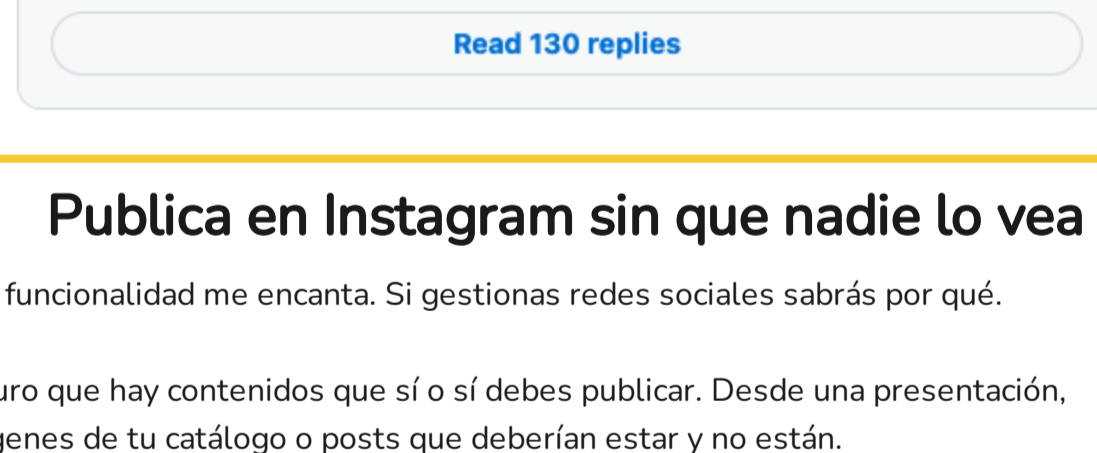 Read 130 replies
Publica en Instagram sin que nadie lo vea
funcionalidad me encanta. Si gestionas redes sociales sabrás por qué.
que hay contenidos que sí o sí debes publicar. Desde una presentación,
de tu catálogo o posts que deberían estar y no están.